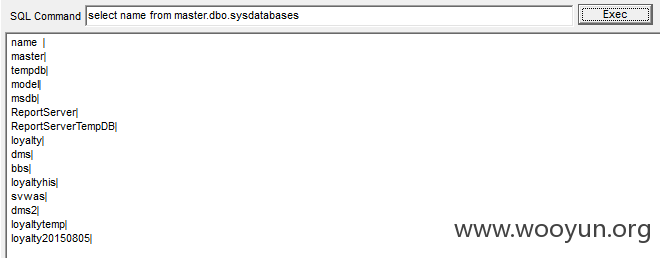 SQL Command select name from master.dbo.sysdatabases Exec
name |
master|
tempdb|
model|
msdb|
ReportServer|
ReportServerTempDB|
loyalty|
dms|
bbs|
loyaltyhis|
svwas|
dms2|
loyaltytemp|
loyalty20150805|
www.wooyun.org